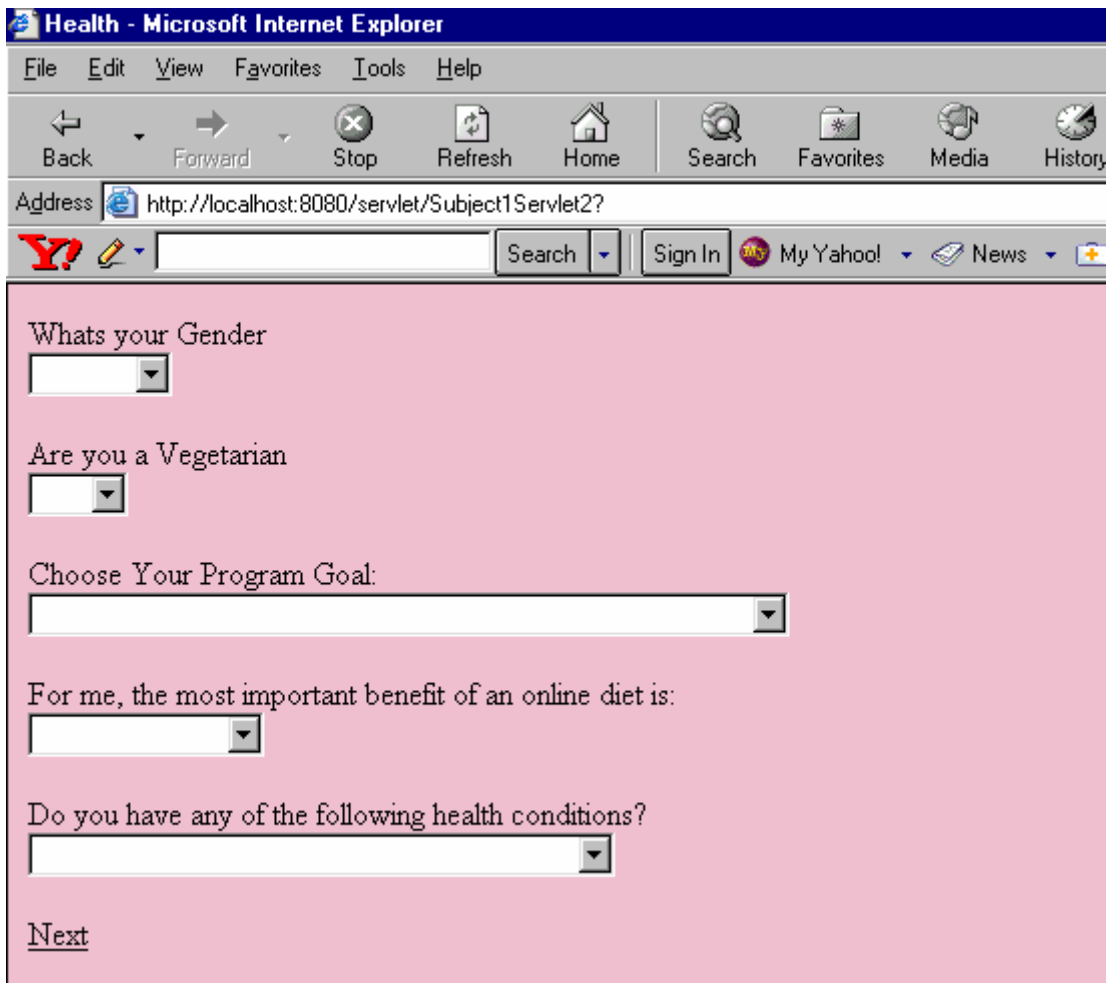 Health - Microsoft Internet Explorer
File Edit View Favorites Tools Help
Back Forward Stop Refresh Home Search Favorites Media History
Address http://localhost:8080/servlet/Subject1Servlet2?
Y! Search Sign In My Yahoo! News
Whats your Gender
Are you a Vegetarian
Choose Your Program Goal:
For me, the most important benefit of an online diet is:
Do you have any of the following health conditions?
Next